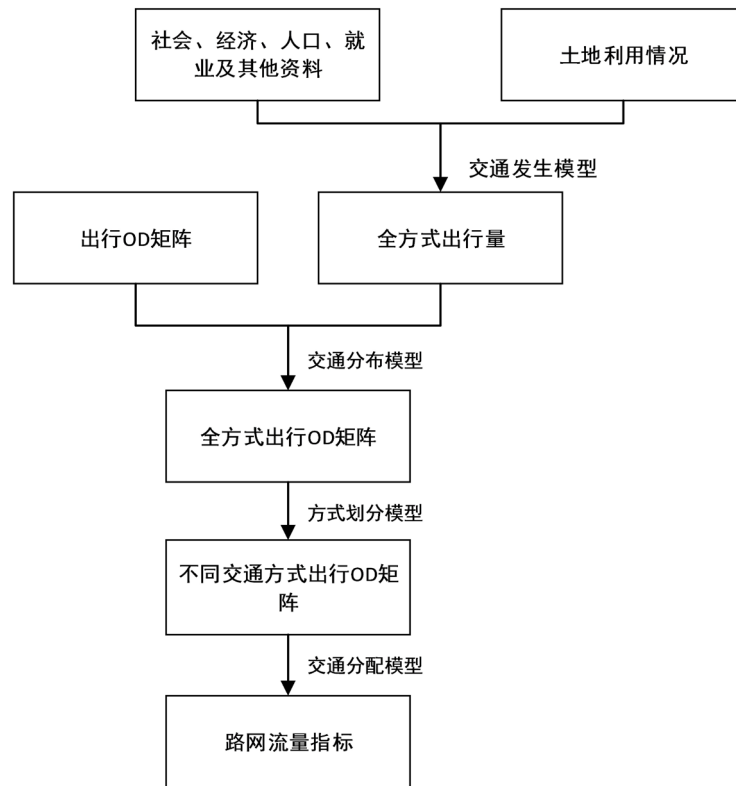 社会、经济、人口、就
业及其他资料
土地利用情况
交通发生模型
出行OD矩阵
全方式出行量
交通分布模型
全方式出行OD矩阵
方式划分模型
不同交通方式出行OD矩
阵
交通分配模型
路网流量指标